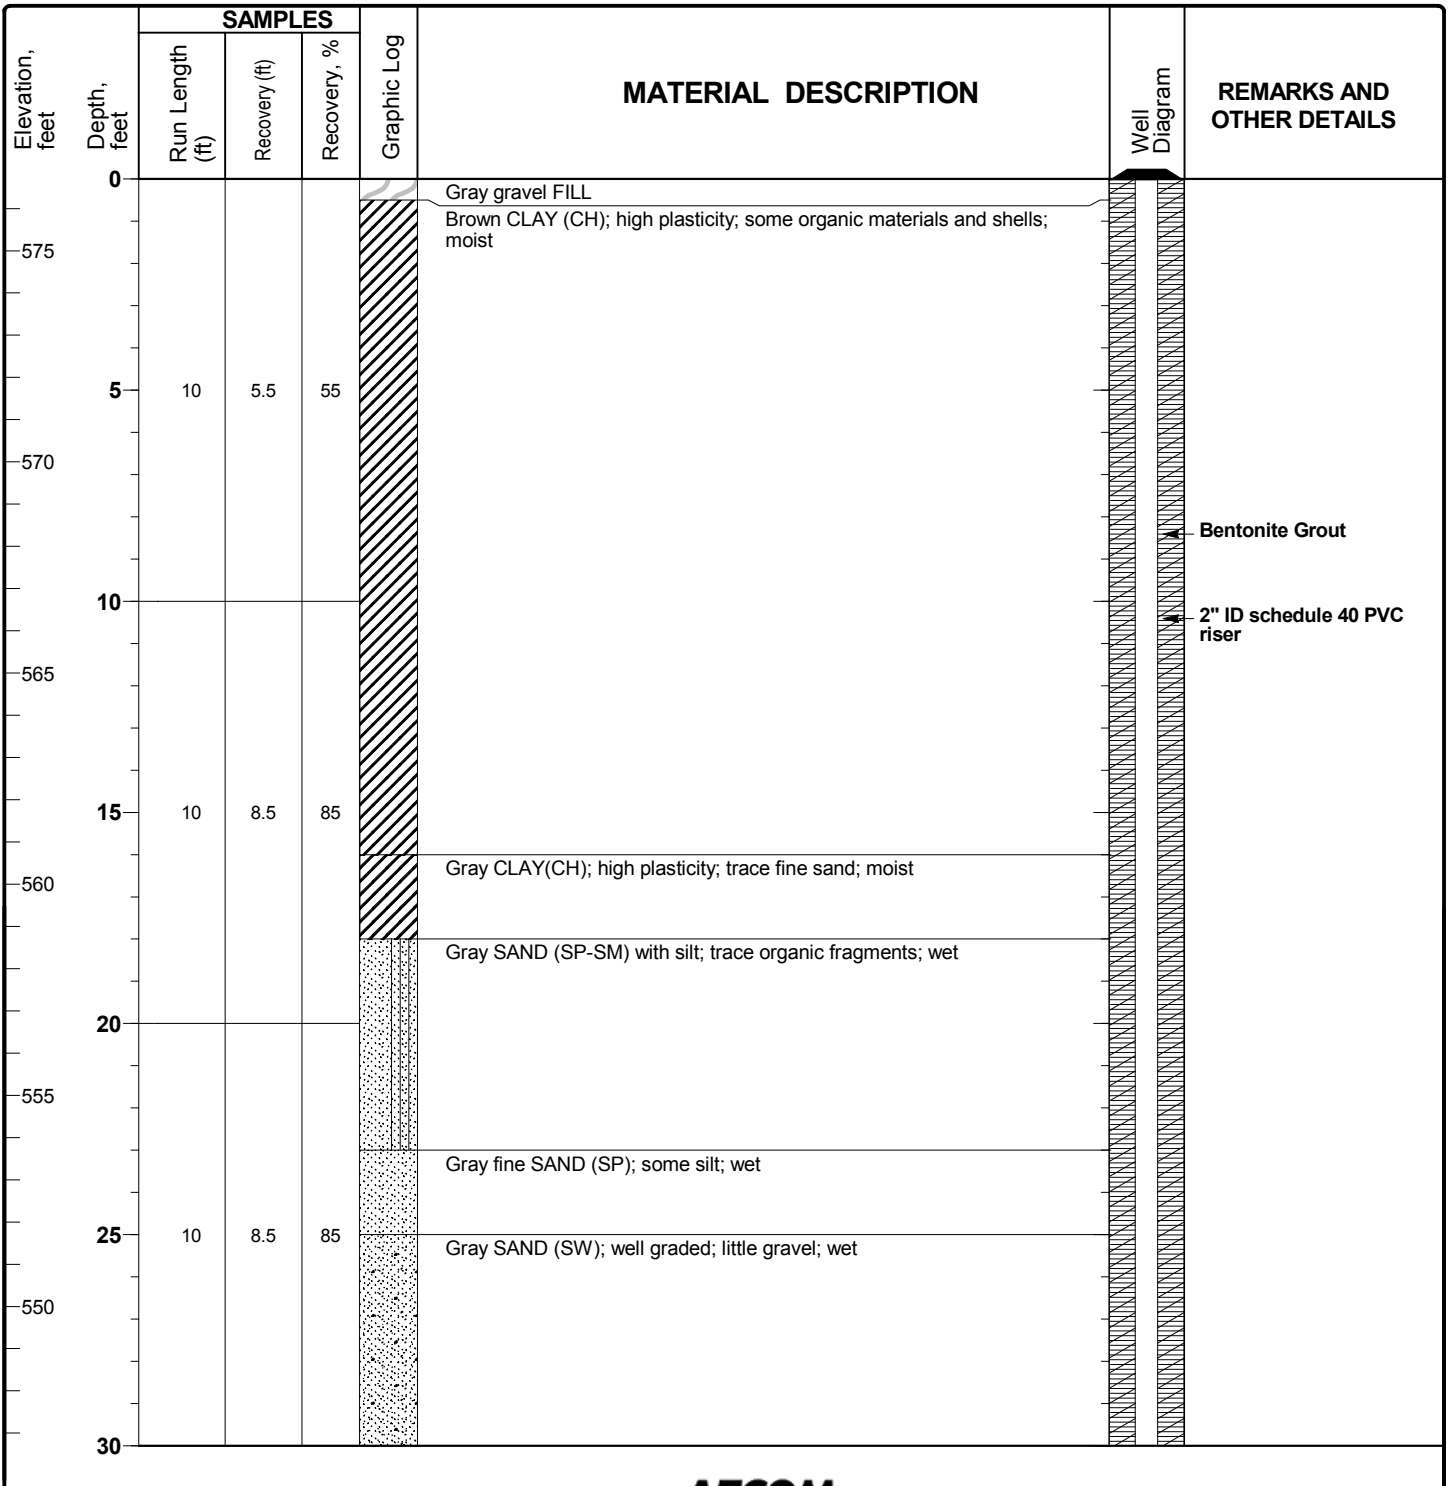 SAMPLES
Elevation,
feet
Depth,
feet
Run Length
(ft)
Recovery (ft)
Recovery, %
Graphic Log
MATERIAL DESCRIPTION
Well
Diagram
REMARKS AND
OTHER DETAILS
0
Gray gravel FILL
Brown CLAY (CH); high plasticity; some organic materials and shells;
moist
575
5
10
5.5
55
570
Bentonite Grout
10
2" ID schedule 40 PVC
riser
565
15
10
8.5
85
Gray CLAY(CH); high plasticity; trace fine sand; moist
560
Gray SAND (SP-SM) with silt; trace organic fragments; wet
20
555
Gray fine SAND (SP); some silt; wet
25
10
8.5
85
Gray SAND (SW); well graded; little gravel; wet
550
30
AECOM